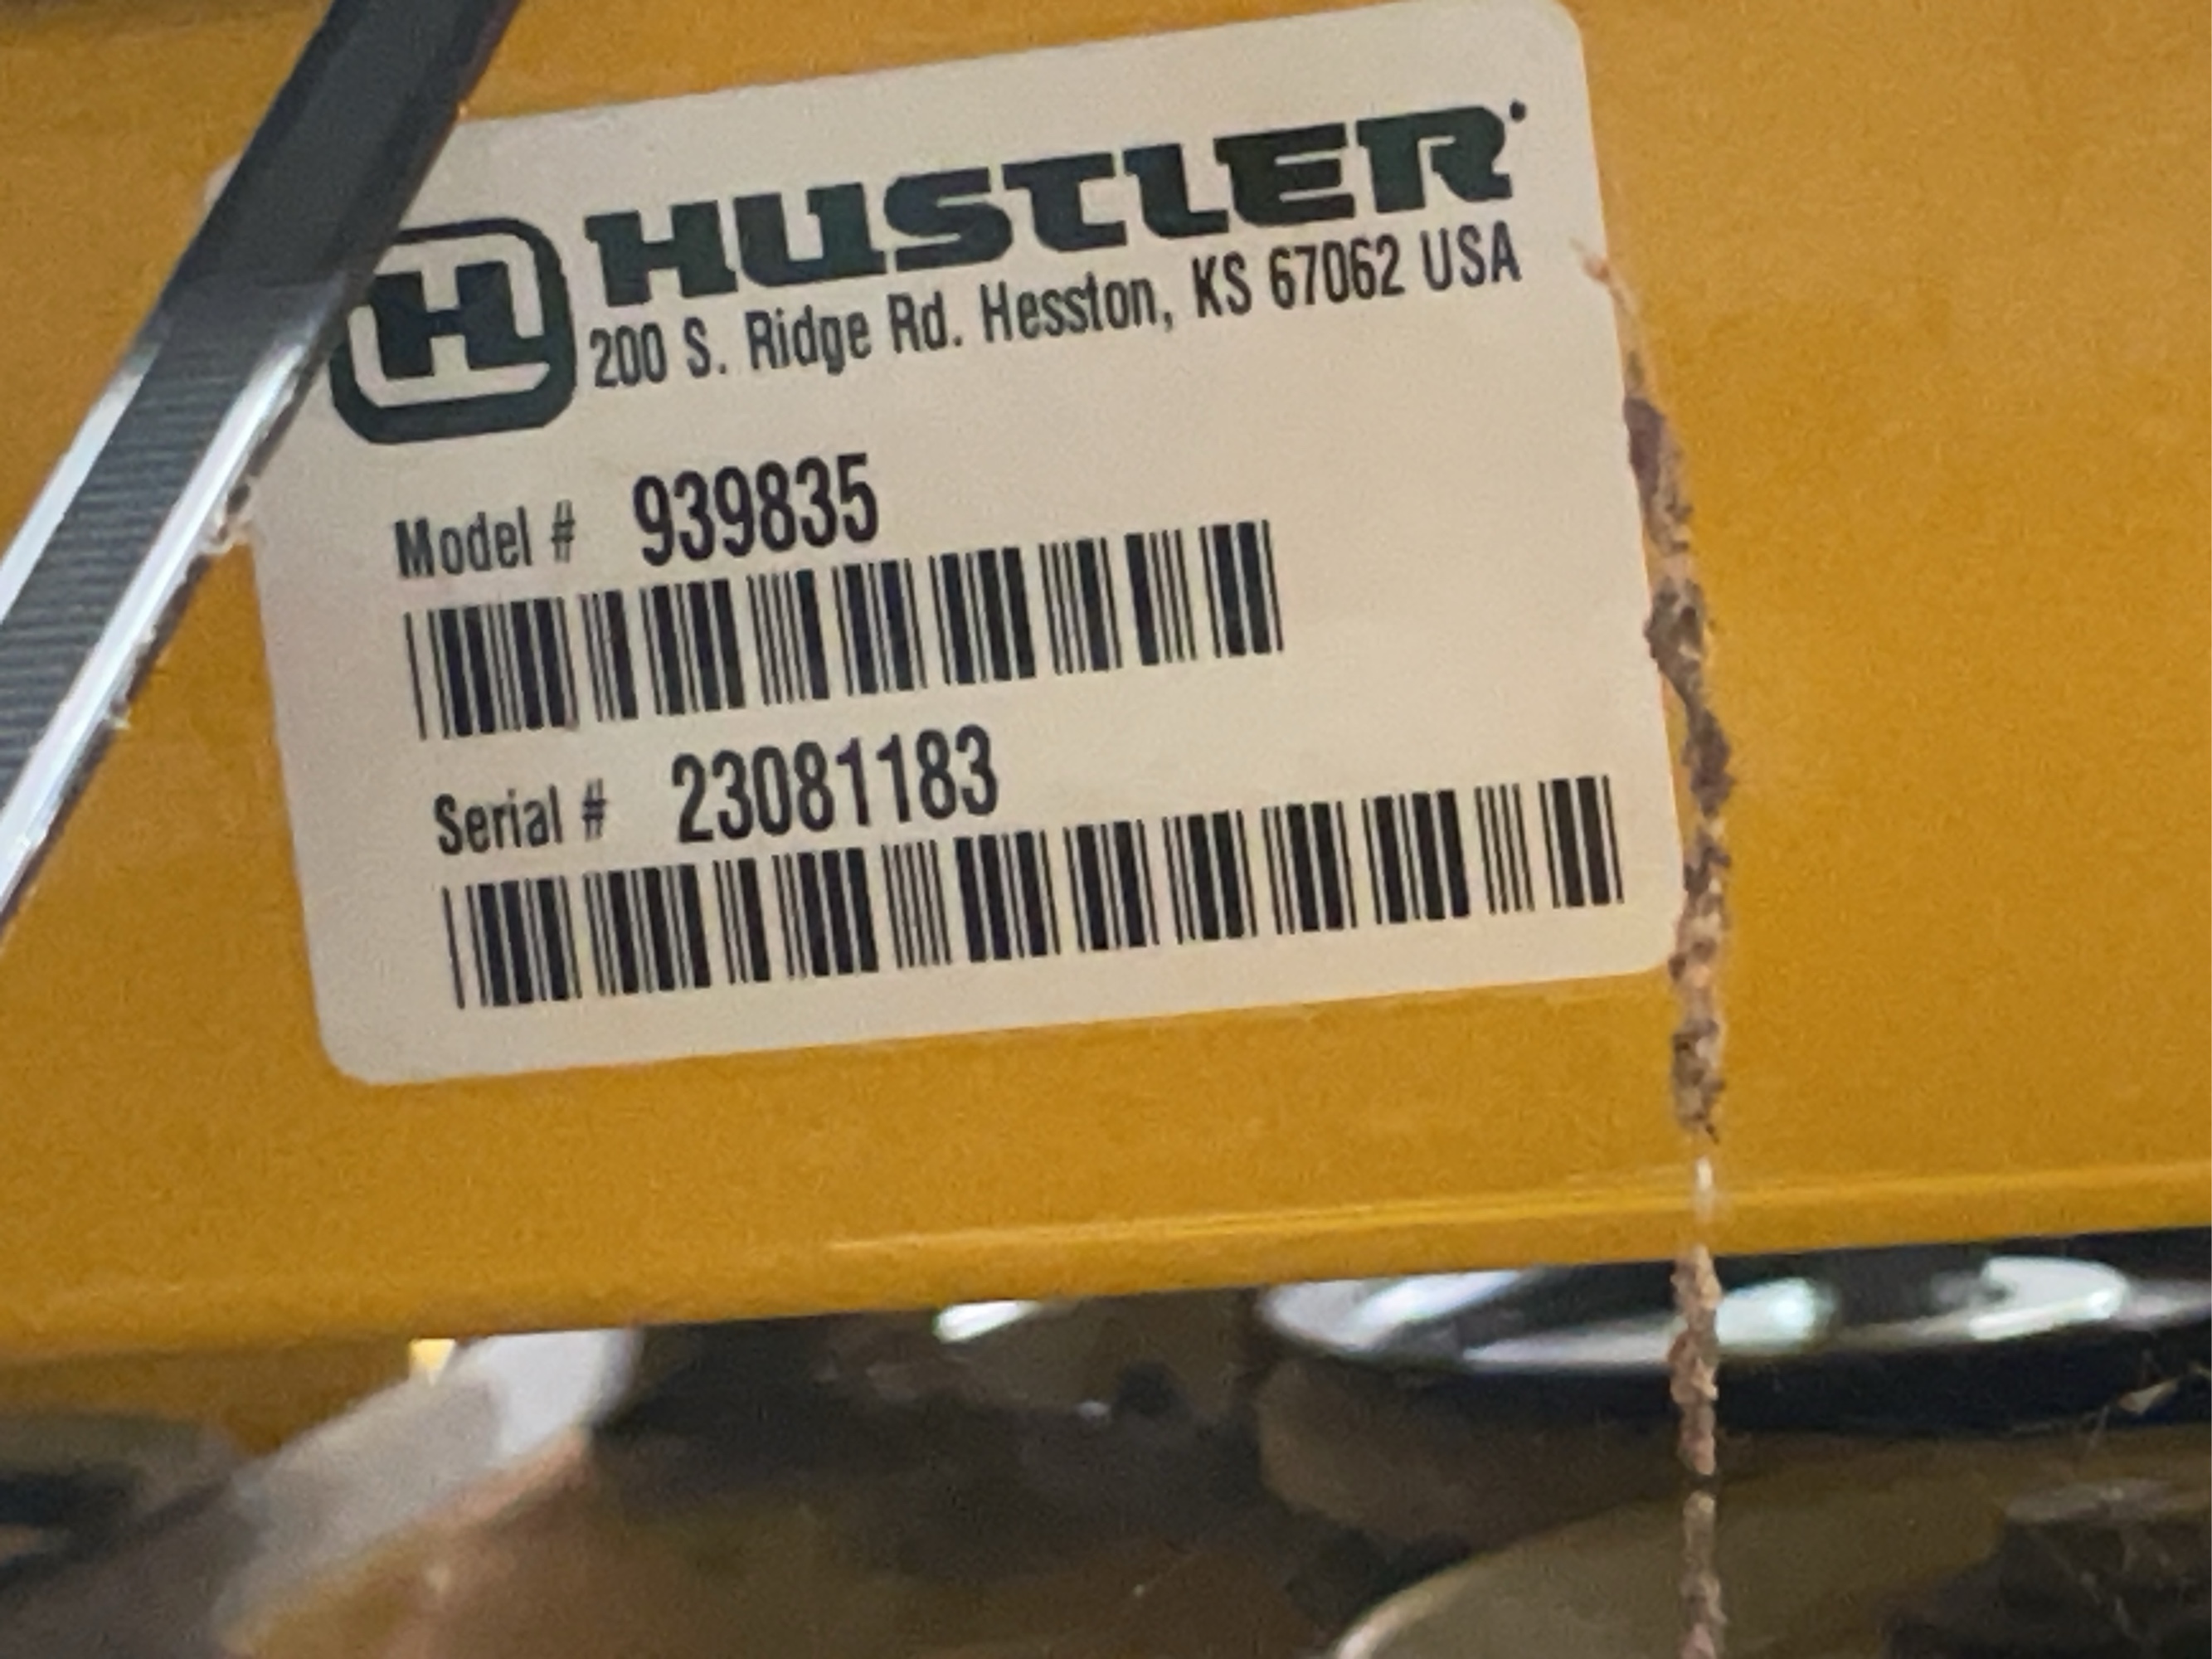 HUSTLER
200 S. Ridge Rd. Hesston, KS 67062 USA
Model # 939835
Serial # 23081183